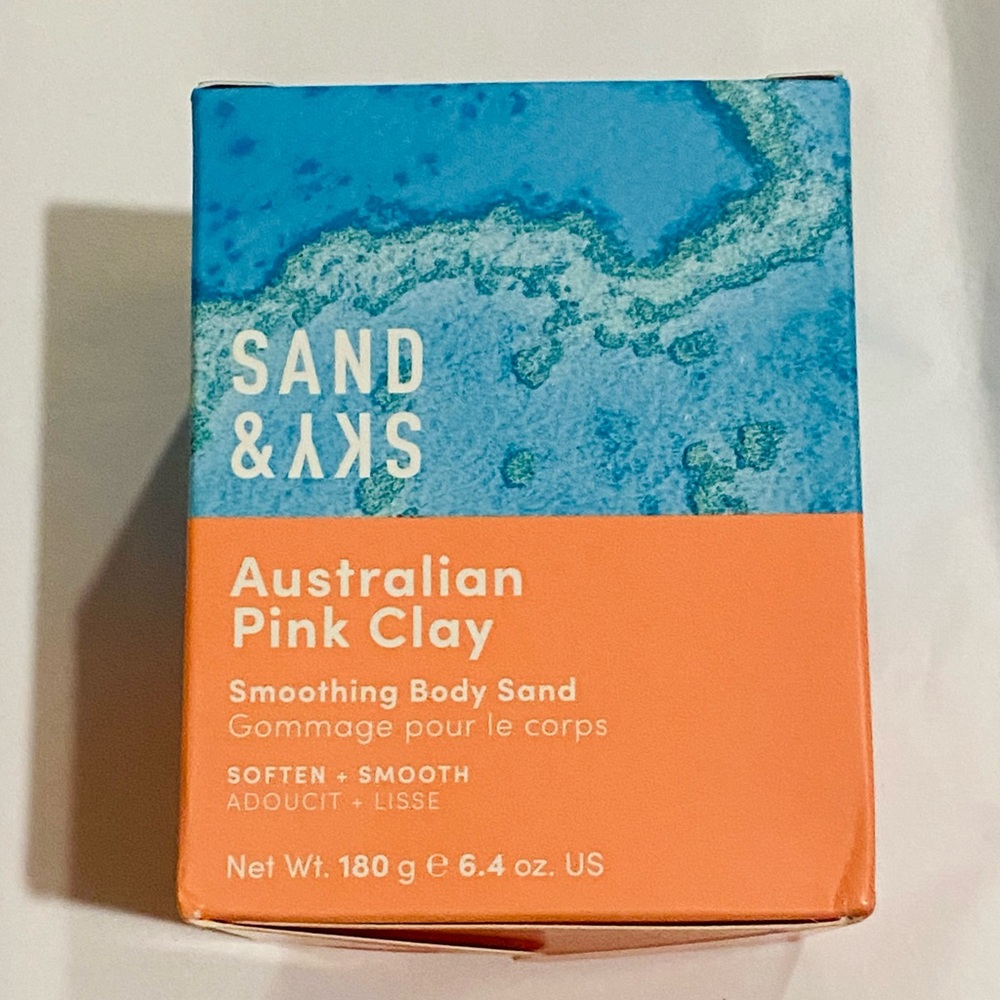 SAND
& SKY
Australian
Pink Clay
Smoothing Body Sand
Gommage pour le corps
SOFTEN + SMOOTH
ADOUCIT + LISSE
Net Wt. 180 g ℮ 6.4 oz. US